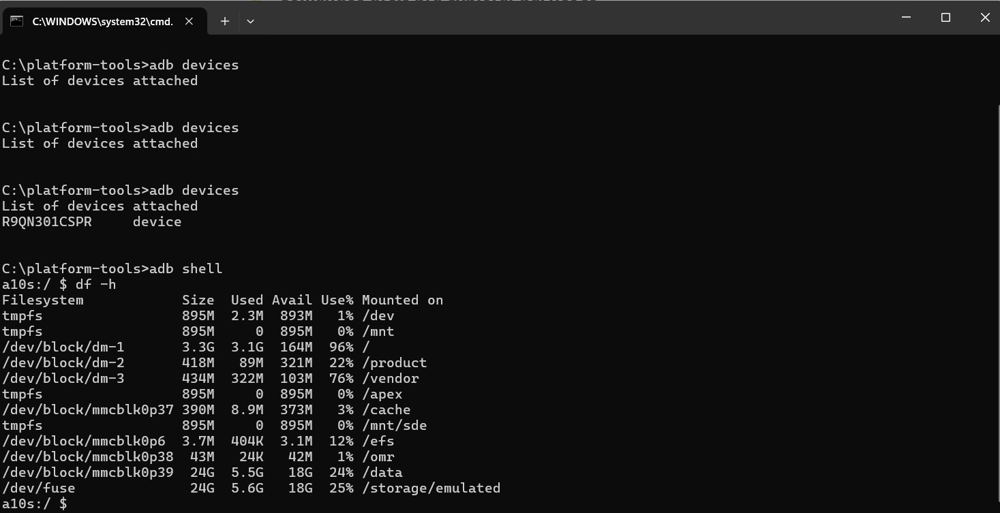 C:\WINDOWS\system32\cmd.
C:\platform-tools>adb devices
List of devices attached
C:\platform-tools>adb devices
List of devices attached
C:\platform-tools>adb devices
List of devices attached
R9QN301CSPR     device
C:\platform-tools>adb shell
a10s:/ $ df -h
Filesystem            Size  Used Avail Use% Mounted on
tmpfs                 895M  2.3M  893M   1% /dev
tmpfs                 895M     0  895M   0% /mnt
/dev/block/dm-1       3.3G  3.1G  164M  96% /
/dev/block/dm-2       418M   89M  321M  22% /product
/dev/block/dm-3       434M  322M  103M  76% /vendor
tmpfs                 895M     0  895M   0% /apex
/dev/block/mmcblk0p37 390M  8.9M  373M   3% /cache
tmpfs                 895M     0  895M   0% /mnt/sde
/dev/block/mmcblk0p6  3.7M  404K  3.1M  12% /efs
/dev/block/mmcblk0p38  43M   24K   42M   1% /omr
/dev/block/mmcblk0p39  24G  5.5G   18G  24% /data
/dev/fuse              24G  5.6G   18G  25% /storage/emulated
a10s:/ $